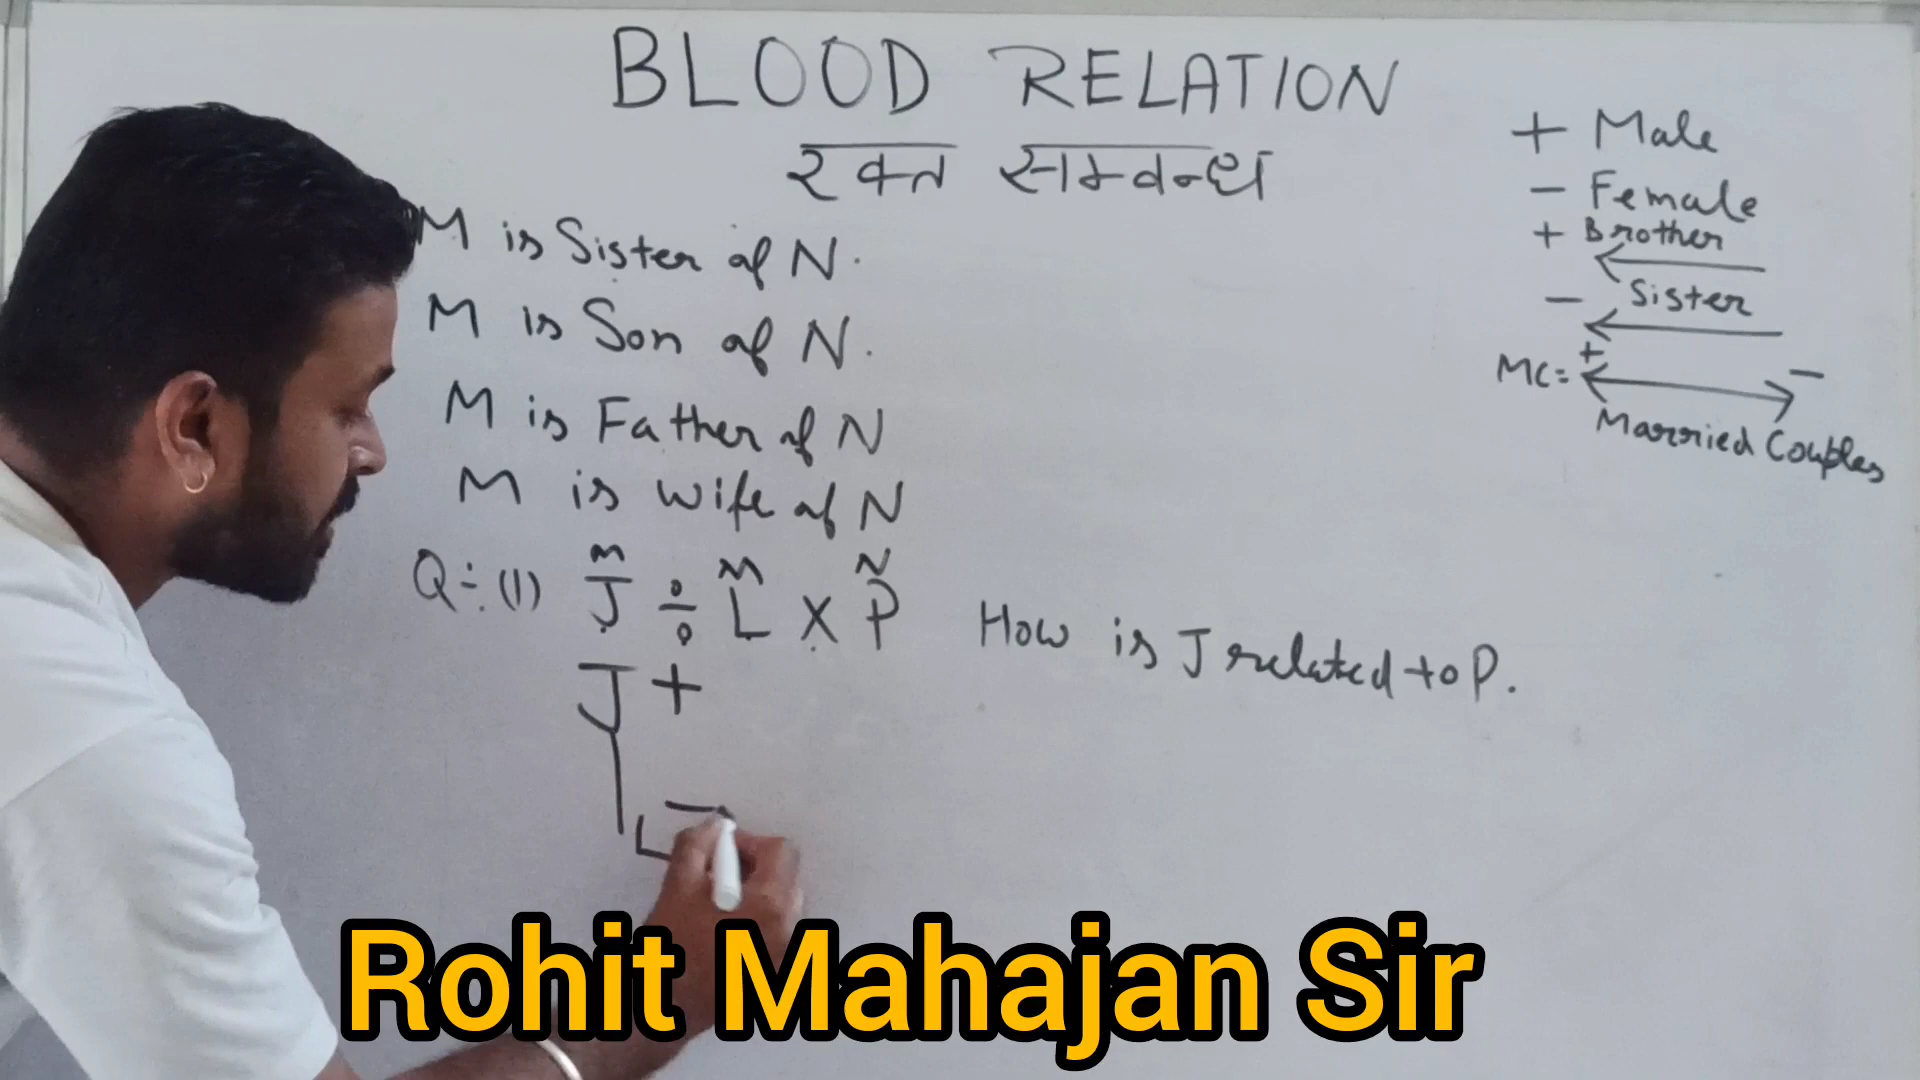 BLOOD RELATION
रक्त सम्बन्ध
M is Sister of N.
M is Son of N.
M is Father of N
M is wife of N
M M N
Q÷(1) J ÷ L X P How is J related to P.
J +
L -
+ Male
- Female
+ Brother
- Sister
+ -
MC=
Married Couples
Rohit Mahajan Sir